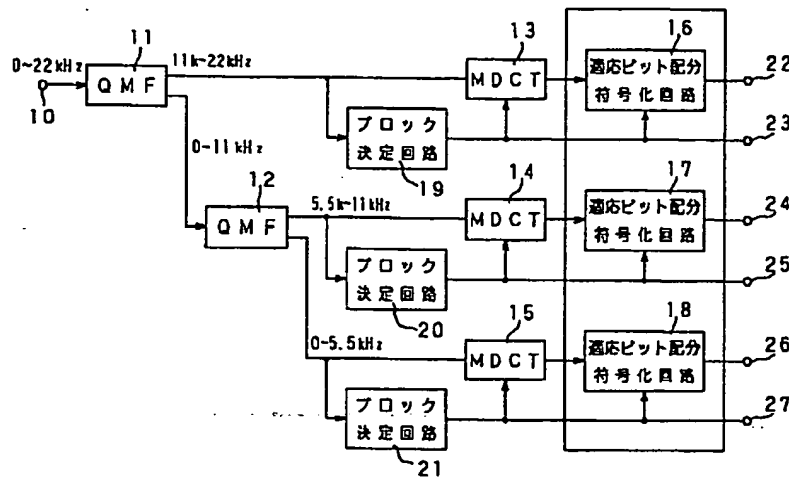 11
0~22kHz
QMF
10
11k~22kHz
13
MDCT
16
適応ビット配分
符号化回路
22
ブロック
決定回路
19
23
0~11kHz
12
QMF
5.5k~11kHz
14
MDCT
17
適応ビット配分
符号化回路
24
ブロック
決定回路
20
25
0~5.5kHz
15
MDCT
18
適応ビット配分
符号化回路
26
ブロック
決定回路
21
27